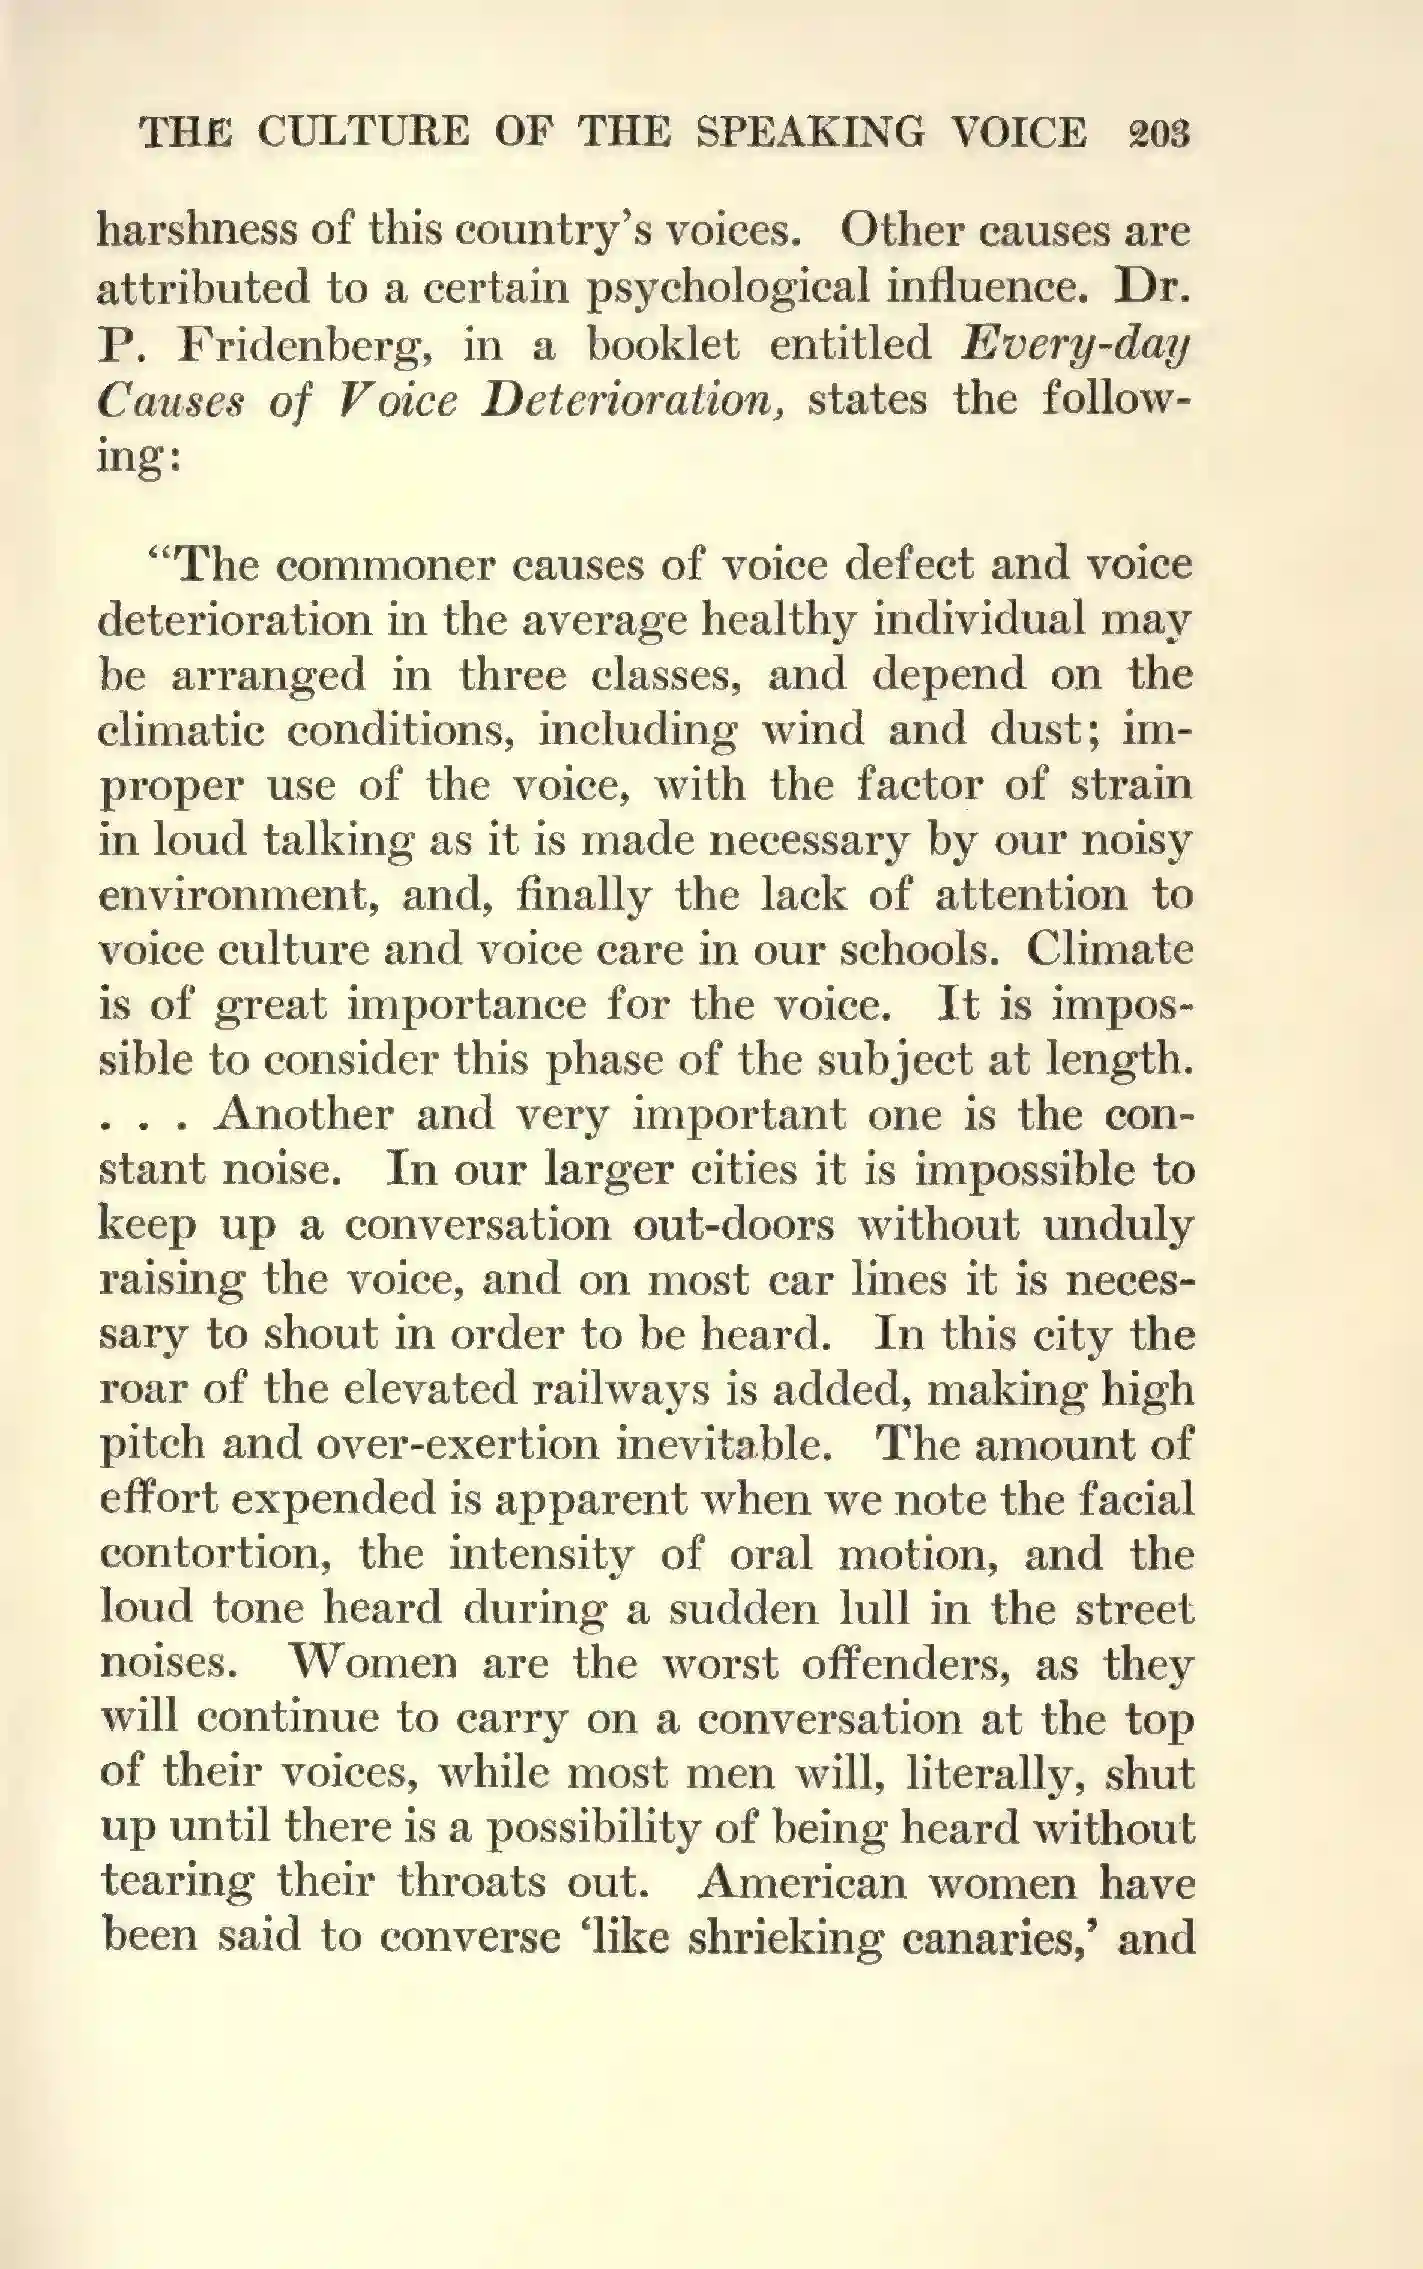 THE CULTURE OF THE SPEAKING VOICE 203
harshness of this country's voices. Other causes are
attributed to a certain psychological influence. Dr.
P. Fridenberg, in a booklet entitled Every-day
Causes of Voice Deterioration, states the follow-
ing:
“The commoner causes of voice defect and voice
deterioration in the average healthy individual may
be arranged in three classes, and depend on the
climatic conditions, including wind and dust; im-
proper use of the voice, with the factor of strain
in loud talking as it is made necessary by our noisy
environment, and, finally the lack of attention to
voice culture and voice care in our schools. Climate
is of great importance for the voice. It is impos-
sible to consider this phase of the subject at length.
. . . Another and very important one is the con-
stant noise. In our larger cities it is impossible to
keep up a conversation out-doors without unduly
raising the voice, and on most car lines it is neces-
sary to shout in order to be heard. In this city the
roar of the elevated railways is added, making high
pitch and over-exertion inevitable. The amount of
effort expended is apparent when we note the facial
contortion, the intensity of oral motion, and the
loud tone heard during a sudden lull in the street
noises. Women are the worst offenders, as they
will continue to carry on a conversation at the top
of their voices, while most men will, literally, shut
up until there is a possibility of being heard without
tearing their throats out. American women have
been said to converse ‘like shrieking canaries,’ and